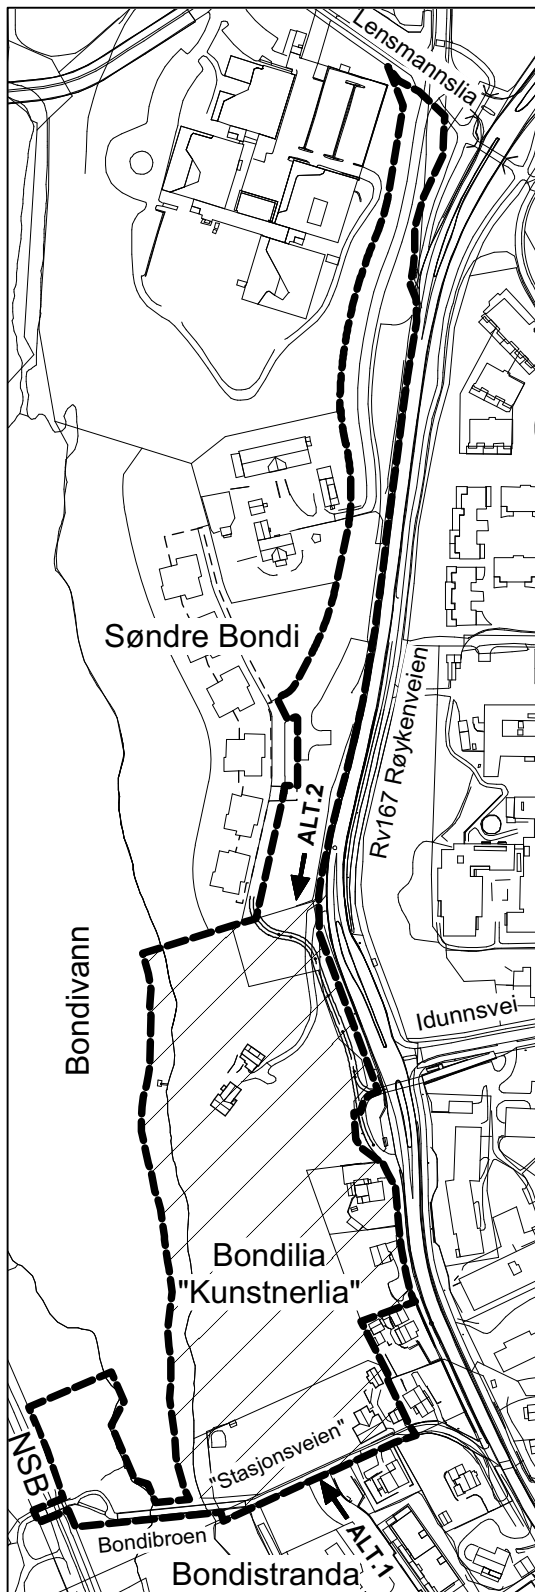 Lensmannslia
Søndre Bondi
Rv167 Røykenveien
ALT.2
Bondivann
Idunnsvei
Bondilia
"Kunstnerlia"
"Stasjonsveien"
NSB
Bondibroen
ALT.1
Bondistranda